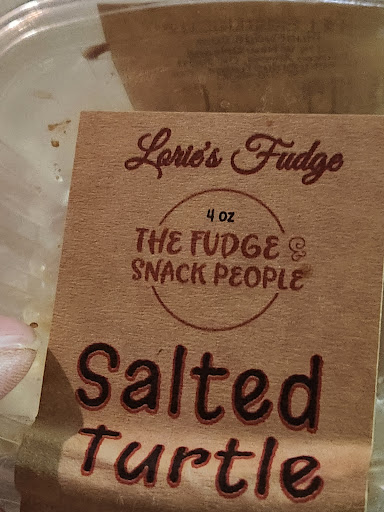 Lorie's Fudge
4 oz
THE FUDGE &
SNACK PEOPLE
Salted
Turtle